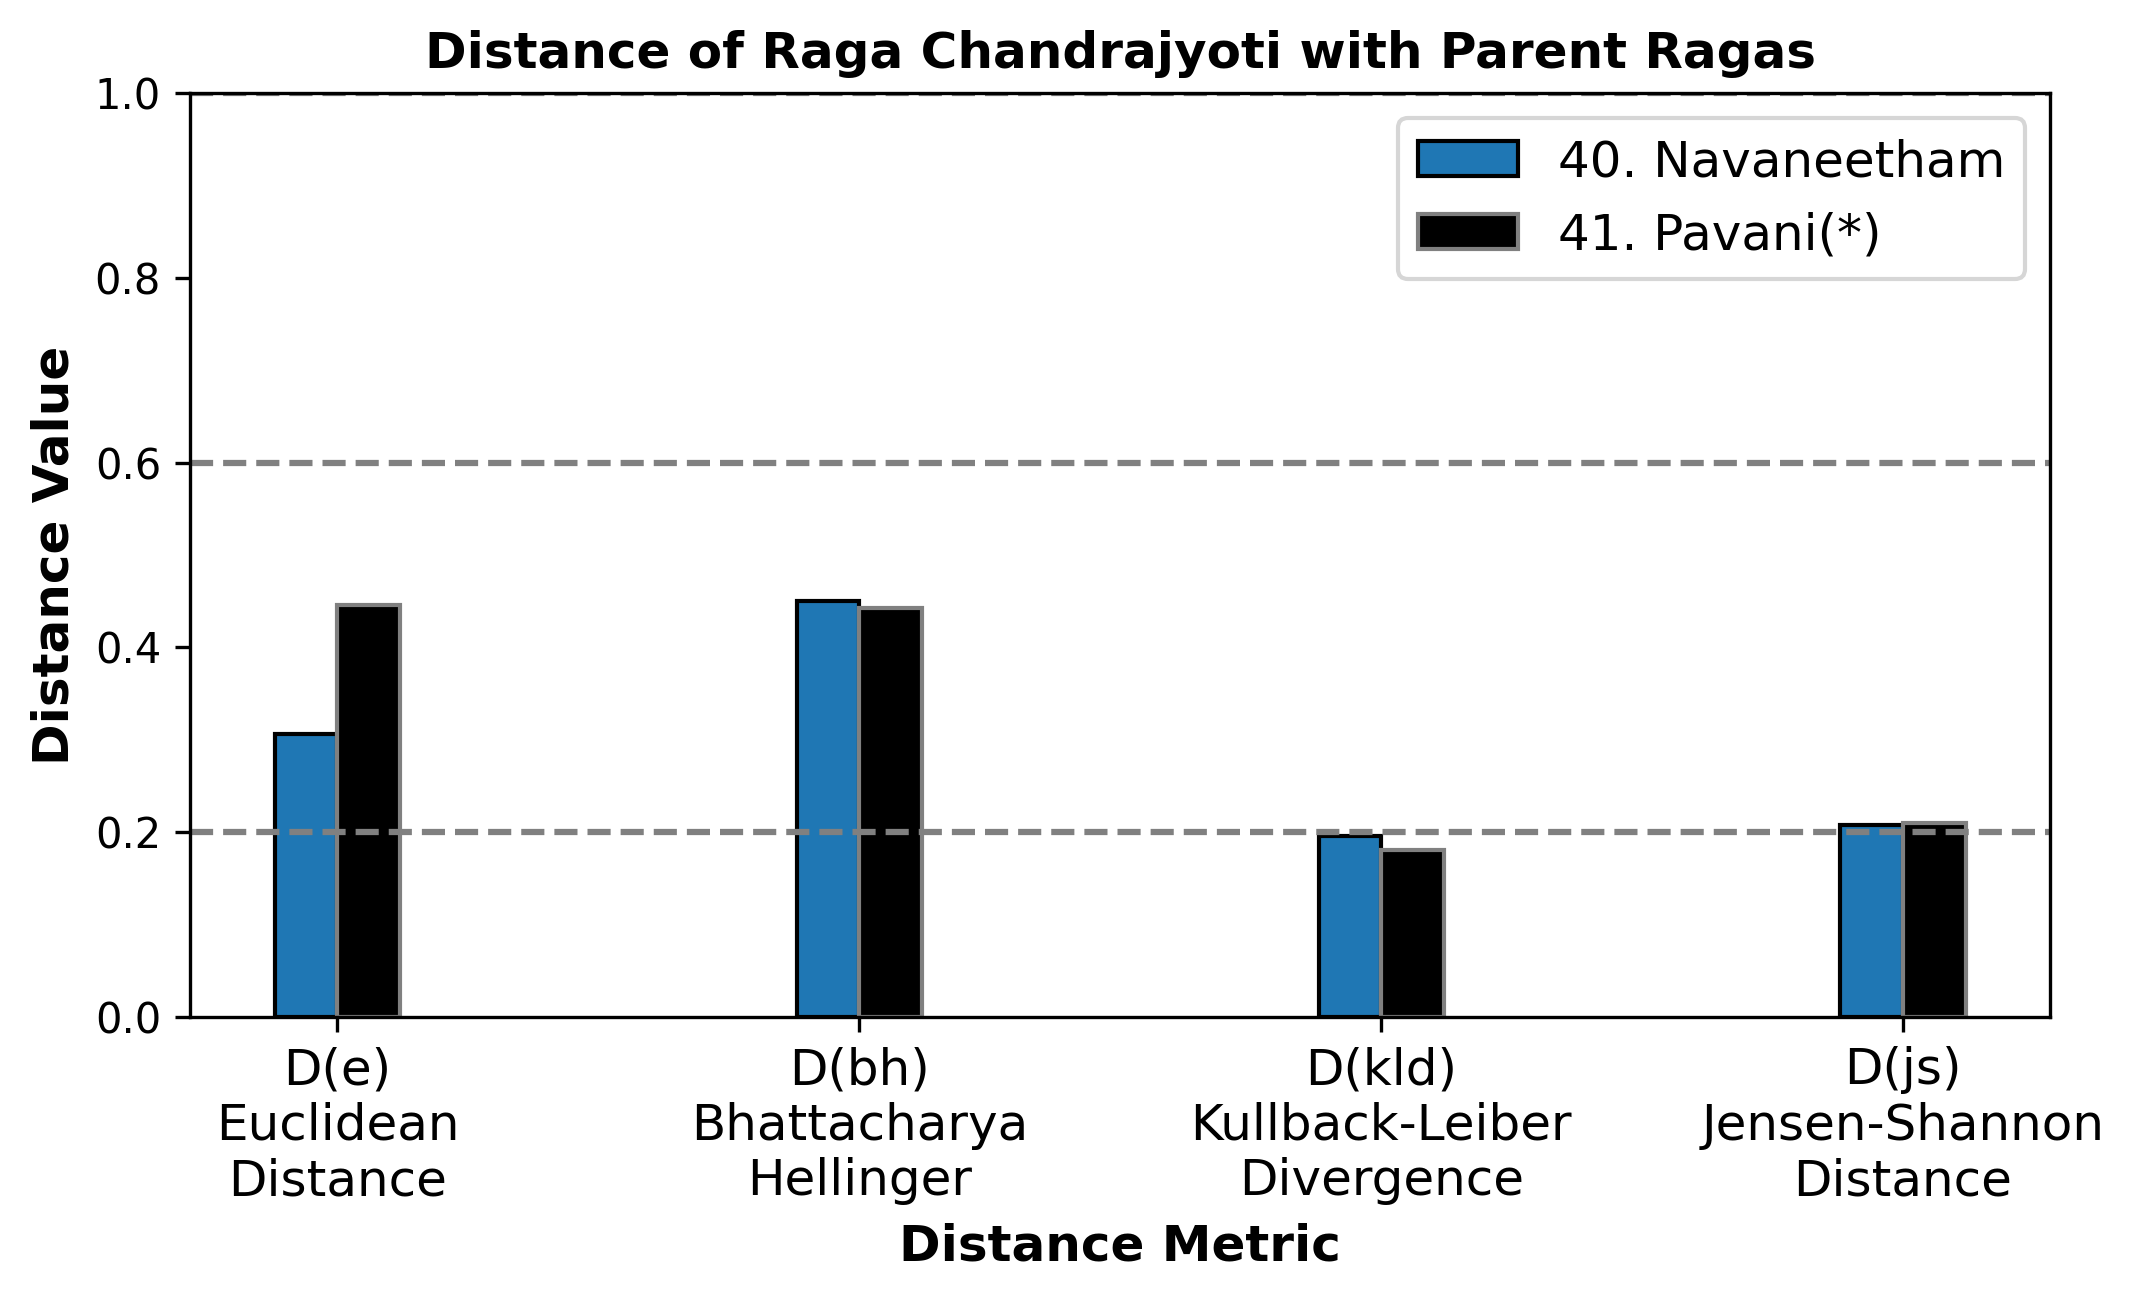 Distance of Raga Chandrajyoti with Parent Ragas
1.0
0.8
0.6
0.4
0.2
0.0
Distance Value
40. Navaneetham
41. Pavani(*)
D(e)
Euclidean
Distance
D(bh)
Bhattacharya
Hellinger
D(kld)
Kullback-Leiber
Divergence
D(js)
Jensen-Shannon
Distance
Distance Metric